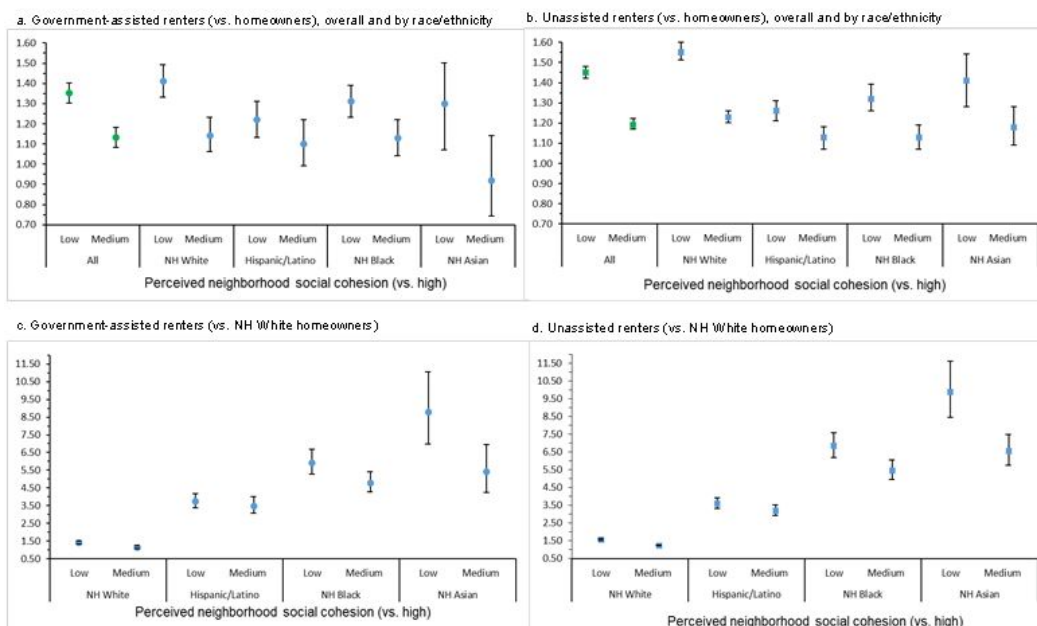 a. Government-assisted renters (vs. homeowners), overall and by race/ethnicity
1.60
1.50
1.40
1.30
1.20
1.10
1.00
0.90
0.80
0.70
Low Medium Low Medium Low Medium Low Medium Low Medium
All NH White Hispanic/Latino NH Black NH Asian
Perceived neighborhood social cohesion (vs. high)
b. Unassisted renters (vs. homeowners), overall and by race/ethnicity
1.60
1.50
1.40
1.30
1.20
1.10
1.00
0.90
0.80
0.70
Low Medium Low Medium Low Medium Low Medium Low Medium
All NH White Hispanic/Latino NH Black NH Asian
Perceived neighborhood social cohesion (vs. high)
c. Government-assisted renters (vs. NH White homeowners)
11.50
10.50
9.50
8.50
7.50
6.50
5.50
4.50
3.50
2.50
1.50
0.50
Low Medium Low Medium Low Medium Low Medium
NH White Hispanic/Latino NH Black NH Asian
Perceived neighborhood social cohesion (vs. high)
d. Unassisted renters (vs. NH White homeowners)
11.50
10.50
9.50
8.50
7.50
6.50
5.50
4.50
3.50
2.50
1.50
0.50
Low Medium Low Medium Low Medium Low Medium
NH White Hispanic/Latino NH Black NH Asian
Perceived neighborhood social cohesion (vs. high)